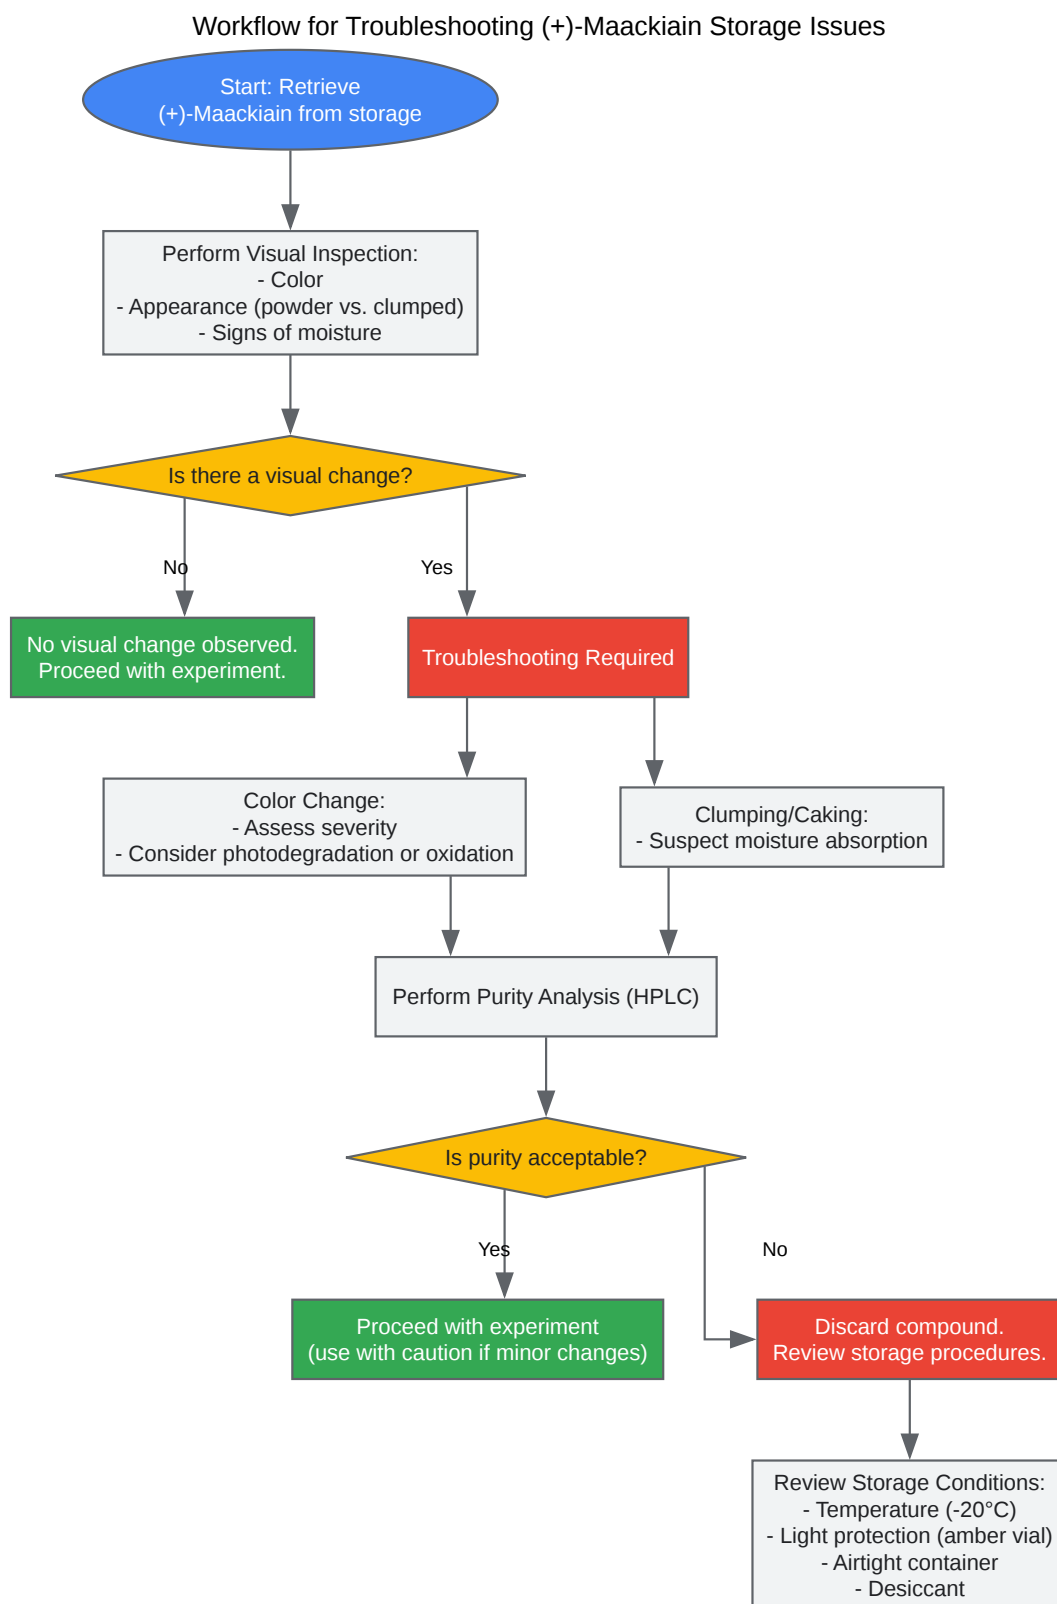 Workflow for Troubleshooting (+)-Maackiain Storage Issues
Start: Retrieve
(+)-Maackiain from storage
Perform Visual Inspection:
- Color
- Appearance (powder vs. clumped)
- Signs of moisture
Is there a visual change?
No
Yes
No visual change observed.
Proceed with experiment.
Troubleshooting Required
Color Change:
- Assess severity
- Consider photodegradation or oxidation
Clumping/Caking:
- Suspect moisture absorption
Perform Purity Analysis (HPLC)
Is purity acceptable?
Yes
No
Proceed with experiment
(use with caution if minor changes)
Discard compound.
Review storage procedures.
Review Storage Conditions:
- Temperature (-20°C)
- Light protection (amber vial)
- Airtight container
- Desiccant